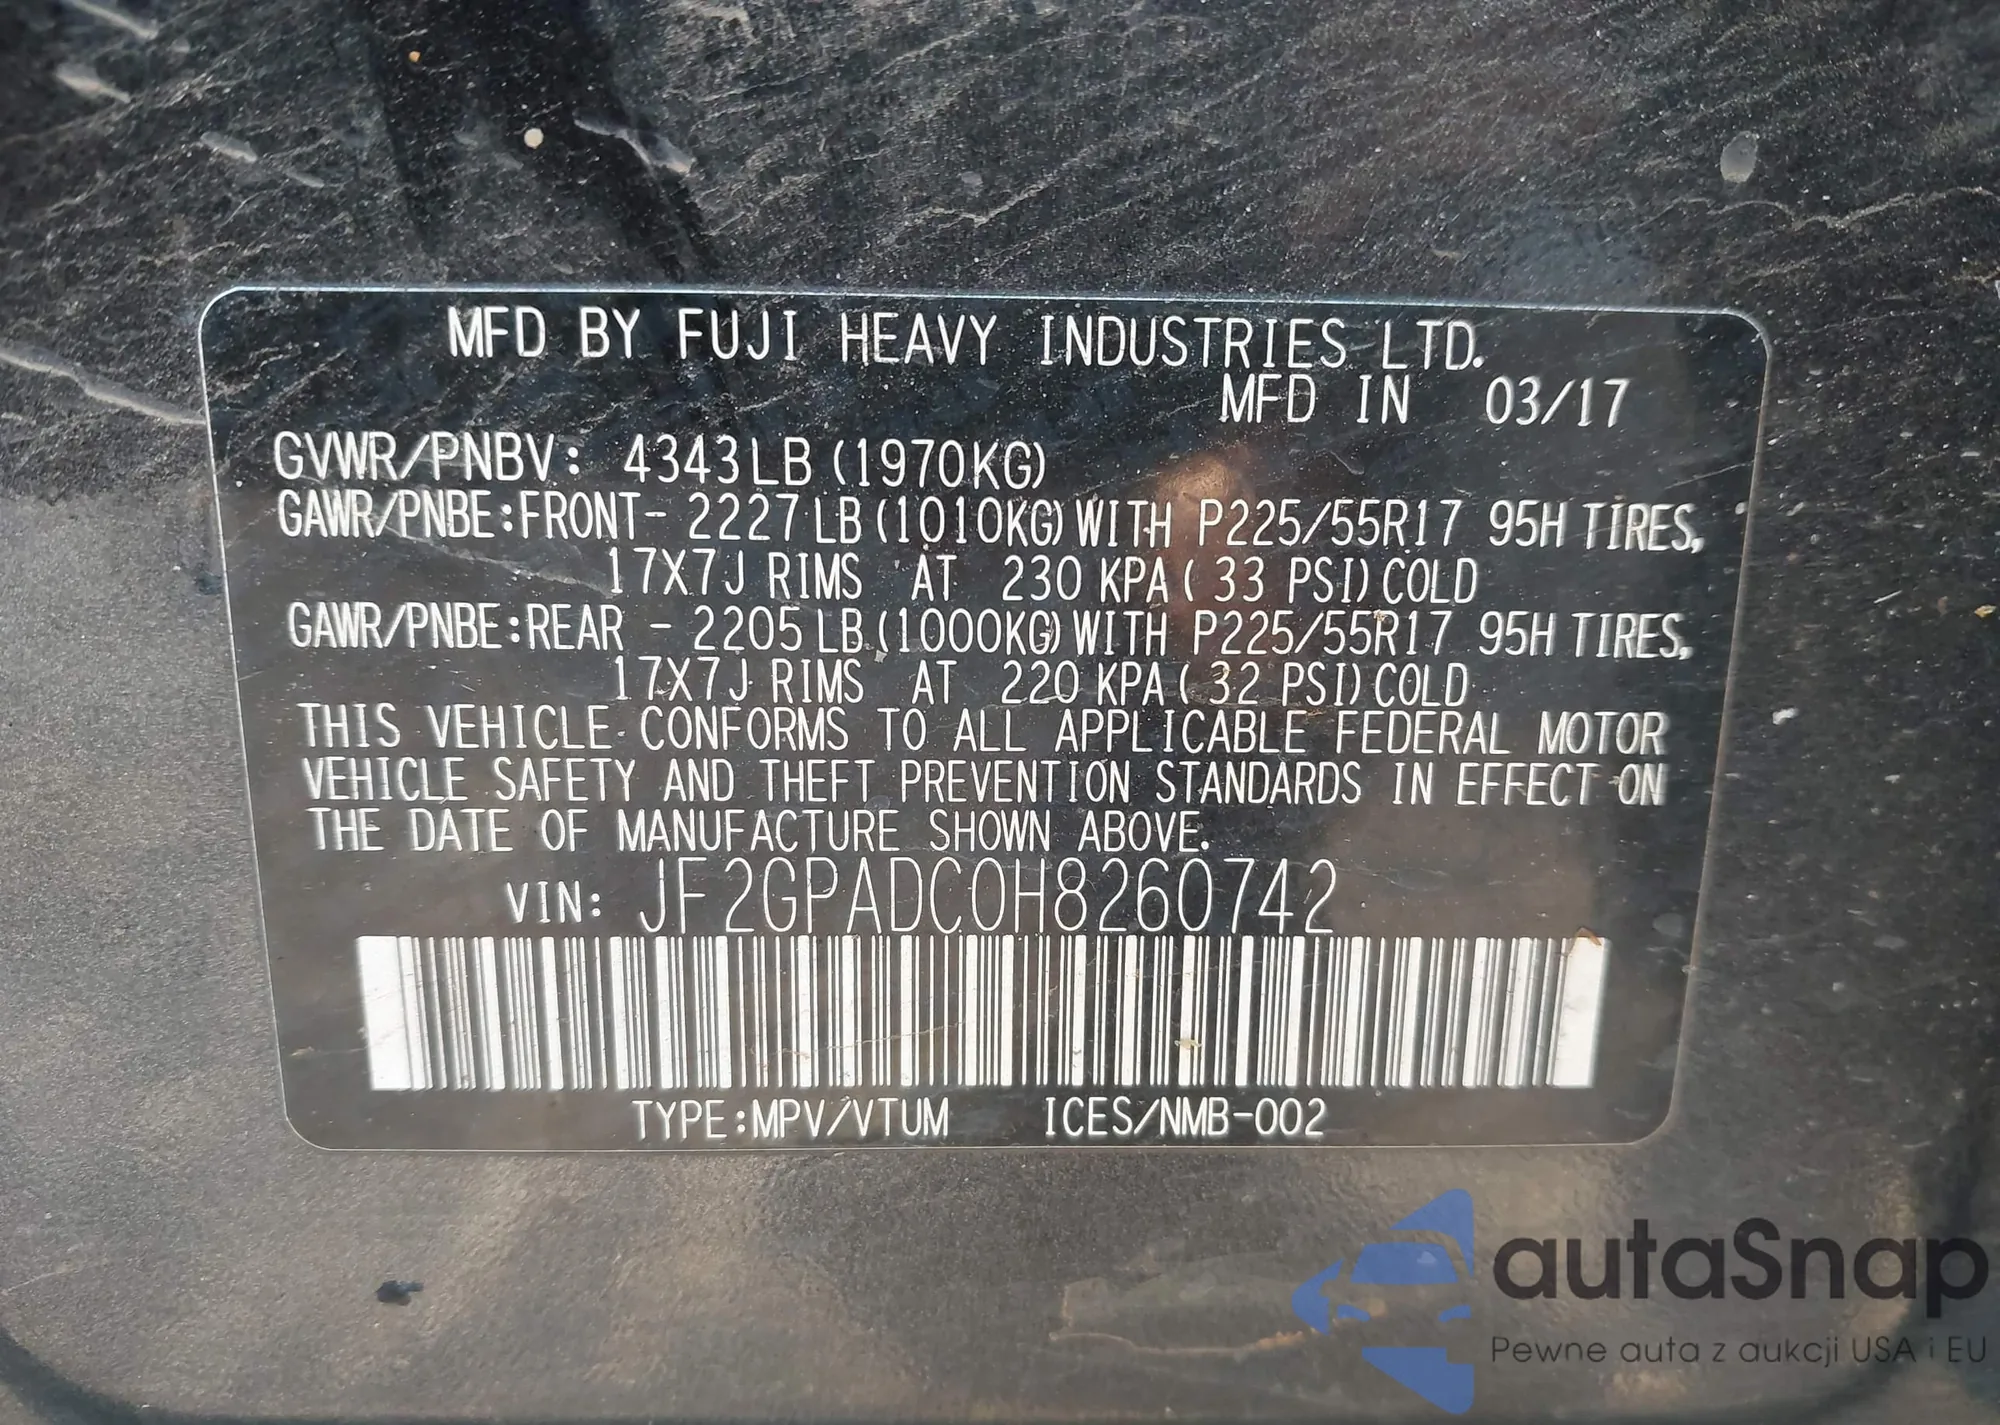 MFD BY FUJI HEAVY INDUSTRIES LTD.
MFD IN 03/17
GVWR/PNBV: 4343LB (1970KG)
GAWR/PNBE:FRONT- 2227LB (1010KG) WITH P225/55R17 95H TIRES,
17X7J RIMS AT 230 KPA ( 33 PSI) COLD
GAWR/PNBE:REAR - 2205LB (1000KG) WITH P225/55R17 95H TIRES,
17X7J RIMS AT 220 KPA ( 32 PSI) COLD
THIS VEHICLE CONFORMS TO ALL APPLICABLE FEDERAL MOTOR
VEHICLE SAFETY AND THEFT PREVENTION STANDARDS IN EFFECT ON
THE DATE OF MANUFACTURE SHOWN ABOVE.
VIN: JF2GPADC0H8260742
TYPE:MPV/VTUM ICES/NMB-002
autaSnap
Pewne auta z aukcji USA i EU